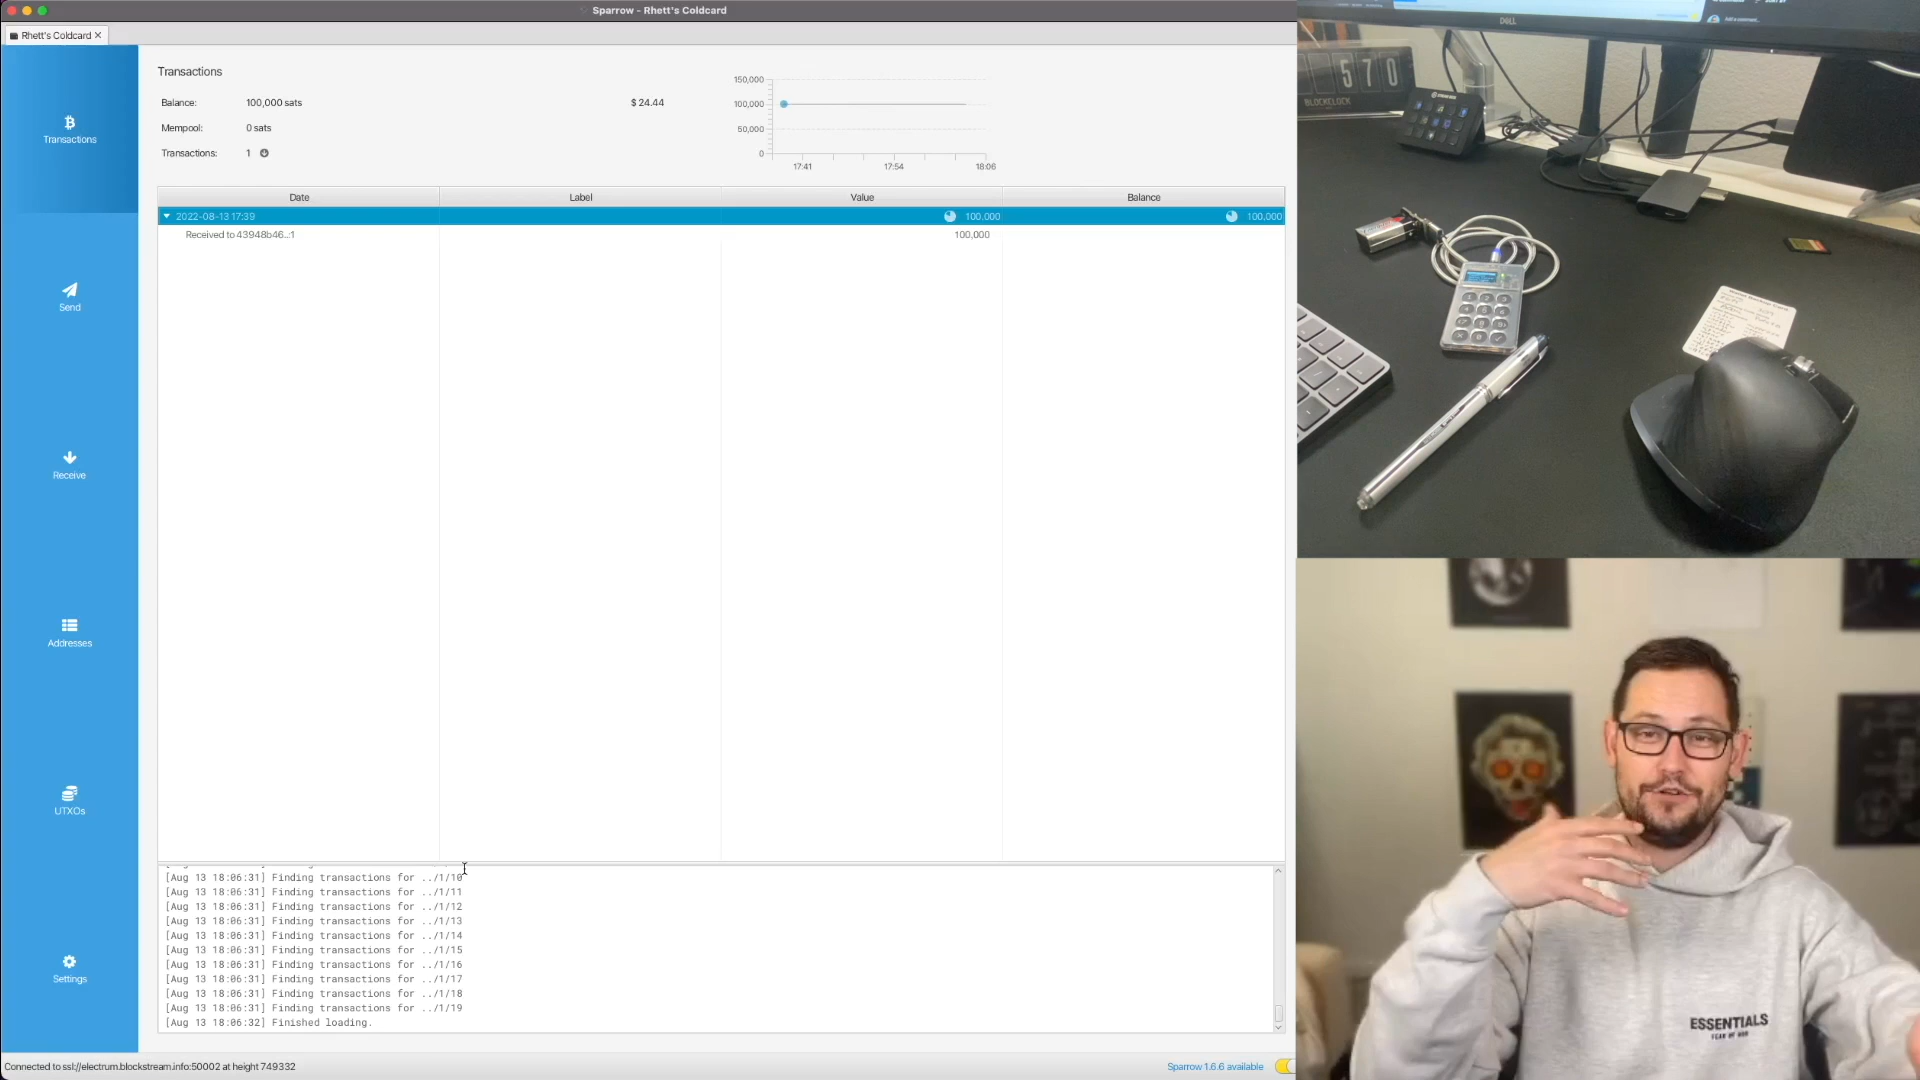 Sparrow - Rhett's Coldcard
Rhett's Coldcard
Transactions
Send
Receive
Addresses
UTXOs
Settings
Transactions
Balance: 100,000 sats $ 24.44
Mempool: 0 sats
Transactions: 1
150,000
100,000
50,000
0
17:41 17:54 18:06
Date Label Value Balance
2022-08-13 17:39 100,000 100,000
Received to 43948b46...:1 100,000
[Aug 13 18:06:31] Finding transactions for ../1/10
[Aug 13 18:06:31] Finding transactions for ../1/11
[Aug 13 18:06:31] Finding transactions for ../1/12
[Aug 13 18:06:31] Finding transactions for ../1/13
[Aug 13 18:06:31] Finding transactions for ../1/14
[Aug 13 18:06:31] Finding transactions for ../1/15
[Aug 13 18:06:31] Finding transactions for ../1/16
[Aug 13 18:06:31] Finding transactions for ../1/17
[Aug 13 18:06:31] Finding transactions for ../1/18
[Aug 13 18:06:31] Finding transactions for ../1/19
[Aug 13 18:06:32] Finished loading.
Connected to ssl://electrum.blockstream.info:50002 at height 749332
Sparrow 1.6.6 available
DELL
570
BLOCKCLOCK
ESSENTIALS
FEAR OF GOD